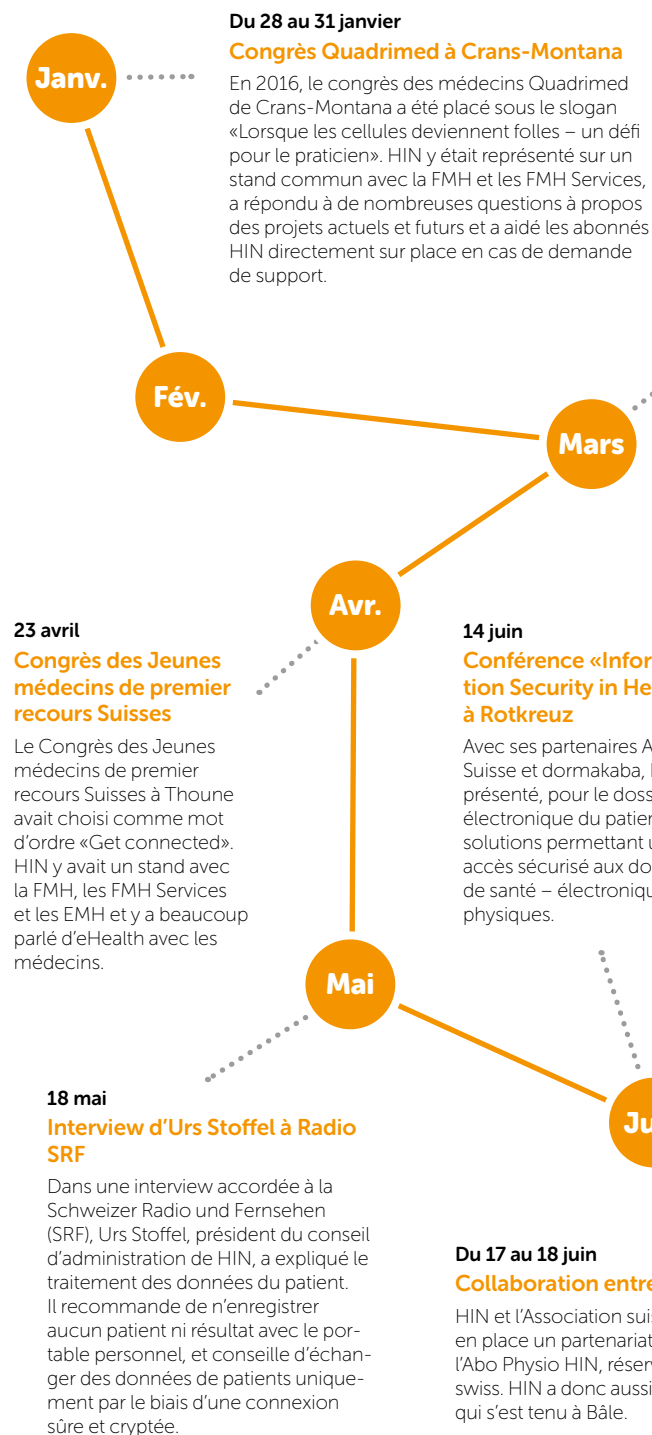 Du 28 au 31 janvier
Congrès Quadrimed à Crans-Montana
Janv.
En 2016, le congrès des médecins Quadrimed
de Crans-Montana a été placé sous le slogan
«Lorsque les cellules deviennent folles – un défi
pour le praticien». HIN y était représenté sur un
stand commun avec la FMH et les FMH Services,
a répondu à de nombreuses questions à propos
des projets actuels et futurs et a aidé les abonnés
HIN directement sur place en cas de demande
de support.
Fév.
Mars
Avr.
23 avril
Congrès des Jeunes
médecins de premier
recours Suisses
Le Congrès des Jeunes
médecins de premier
recours Suisses à Thoune
avait choisi comme mot
d’ordre «Get connected».
HIN y avait un stand avec
la FMH, les FMH Services
et les EMH et y a beaucoup
parlé d’eHealth avec les
médecins.
14 juin
Conférence «Infor
tion Security in He
à Rotkreuz
Avec ses partenaires A
Suisse et dormakaba,
présenté, pour le doss
électronique du patien
solutions permettant u
accès sécurisé aux do
de santé – électroniqu
physiques.
Mai
18 mai
Interview d’Urs Stoffel à Radio
SRF
Dans une interview accordée à la
Schweizer Radio und Fernsehen
(SRF), Urs Stoffel, président du conseil
d’administration de HIN, a expliqué le
traitement des données du patient.
Il recommande de n’enregistrer
aucun patient ni résultat avec le por-
table personnel, et conseille d’échan-
ger des données de patients unique-
ment par le biais d’une connexion
sûre et cryptée.
Ju
Du 17 au 18 juin
Collaboration entre
HIN et l’Association suis
en place un partenariat
l’Abo Physio HIN, réserv
swiss. HIN a donc aussi
qui s’est tenu à Bâle.